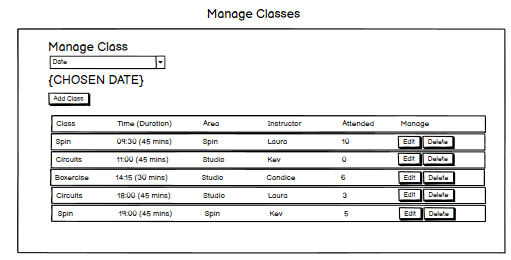 Manage Classes
Manage Class
Date
{CHOSEN DATE}
Add Class
Class Time (Duration) Area Instructor Attended Manage
Spin 09:30 (45 mins) Spin Laura 10 Edit Delete
Circuits 11:00 (45 mins) Studio Kev 0 Edit Delete
Boxercise 14:15 (30 mins) Studio Candice 6 Edit Delete
Circuits 18:00 (45 mins) Studio Laura 3 Edit Delete
Spin 19:00 (45 mins) Spin Kev 5 Edit Delete